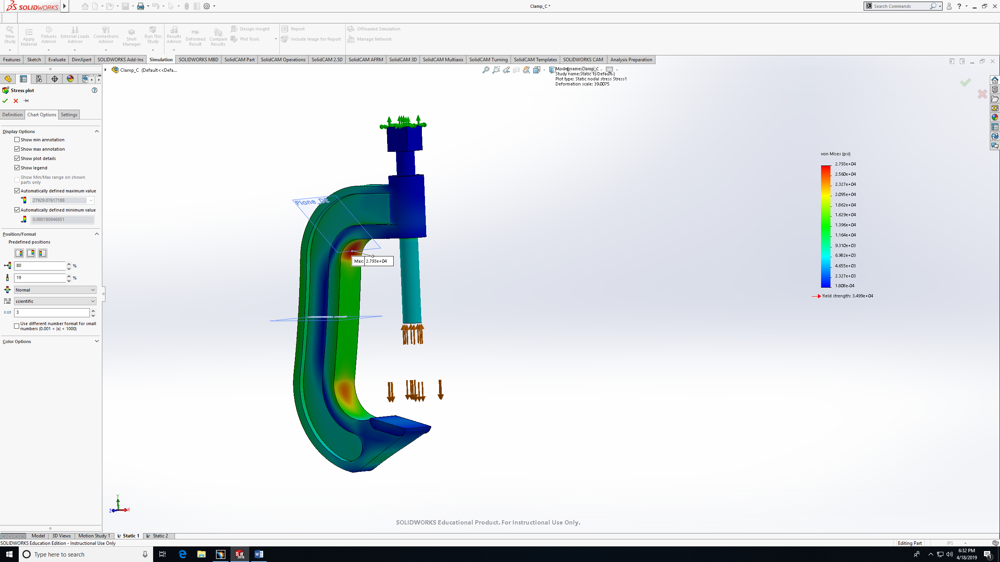 SOLIDWORKS
Clamp_C *
Search Commands
New Study
Apply Material
Fixtures Advisor
External Loads Advisor
Connections Advisor
Shell Manager
Run This Study
Results Advisor
Deformed Result
Compare Results
Design Insight
Plot Tools
Report
Include Image for Report
Offloaded Simulation
Manage Network
Features
Sketch
Evaluate
DimXpert
SOLIDWORKS Add-Ins
Simulation
SOLIDWORKS MBD
SolidCAM Part
SolidCAM Operations
SolidCAM 2.5D
SolidCAM AFRM
SolidCAM 3D
SolidCAM Multiaxis
SolidCAM Turning
SolidCAM Templates
SOLIDWORKS CAM
Analysis Preparation
Clamp_C (Default<<Defa...
Model name:Clamp_C
Study name:Static 1(-Default-)
Plot type: Static nodal stress Stress1
Deformation scale: 39.0075
Stress plot
Definition
Chart Options
Settings
Display Options
Show min annotation
Show max annotation
Show plot details
Show legend
Show Min/Max range on shown
parts only
Automatically defined maximum value
27929.07617188
Automatically defined minimum value
0.000180846851
Position/Format
Predefined positions
80
%
19
%
Normal
111.11
1.1e2
scientific
X.123
3
Use different number format for small
numbers (0.001 < |x| < 1000)
Color Options
Plane_DE
Max: 2.793e+04
von Mises (psi)
2.793e+04
2.560e+04
2.327e+04
2.095e+04
1.862e+04
1.629e+04
1.396e+04
1.164e+04
9.310e+03
6.982e+03
4.655e+03
2.327e+03
1.808e-04
Yield strength: 3.499e+04
Y
Z
X
SOLIDWORKS Educational Product. For Instructional Use Only.
Model
3D Views
Motion Study 1
Static 1
Static 2
SOLIDWORKS Education Edition - Instructional Use Only
Editing Part
IPS
Type here to search
SW
2018
6:32 PM
4/18/2019
1